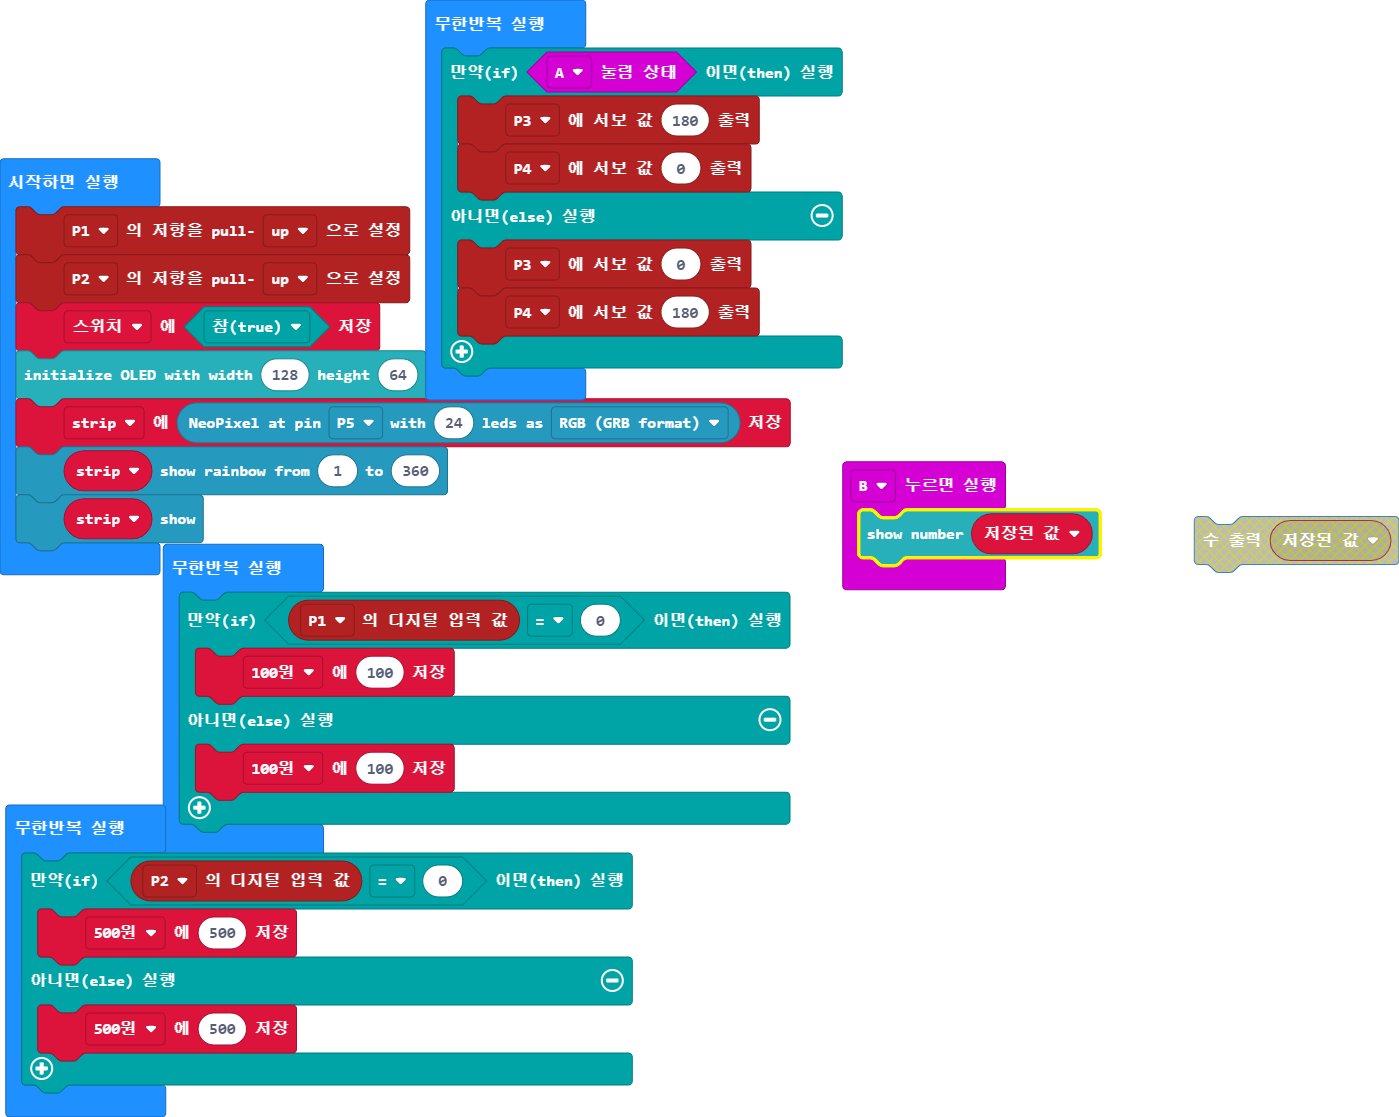 무한반복 실행
만약(if) A 눌림 상태 이면(then) 실행
P3 에 서보 값 180 출력
P4 에 서보 값 0 출력
아니면(else) 실행
P3 에 서보 값 0 출력
P4 에 서보 값 180 출력
시작하면 실행
P1 의 저항을 pull- up 으로 설정
P2 의 저항을 pull- up 으로 설정
스위치 에 참(true) 저장
initialize OLED with width 128 height 64
strip 에 NeoPixel at pin P5 with 24 leds as RGB (GRB format) 저장
strip show rainbow from 1 to 360
strip show
B 누르면 실행
show number 저장된 값
수 출력 저장된 값
무한반복 실행
만약(if) P1 의 디지털 입력 값 = 0 이면(then) 실행
100원 에 100 저장
아니면(else) 실행
100원 에 100 저장
무한반복 실행
만약(if) P2 의 디지털 입력 값 = 0 이면(then) 실행
500원 에 500 저장
아니면(else) 실행
500원 에 500 저장